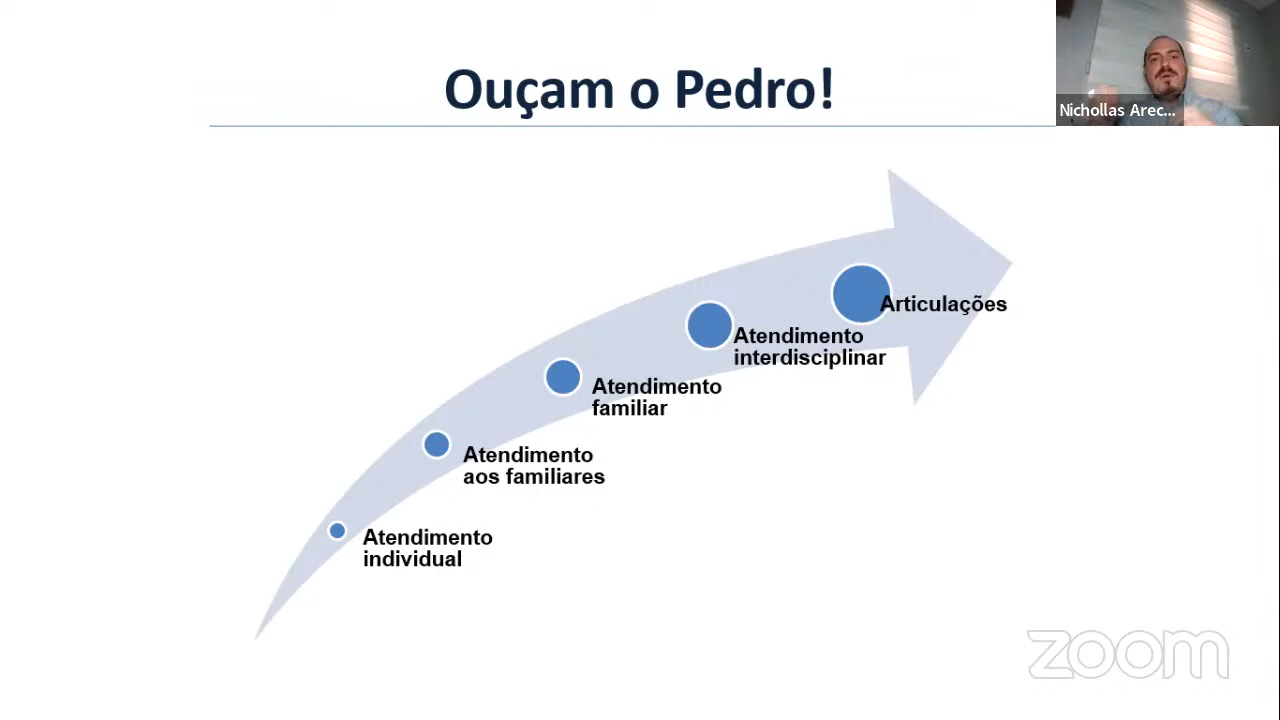 Ouçam o Pedro!
Nichollas Arec...
Articulações
Atendimento
interdisciplinar
Atendimento
familiar
Atendimento
aos familiares
Atendimento
individual
zoom